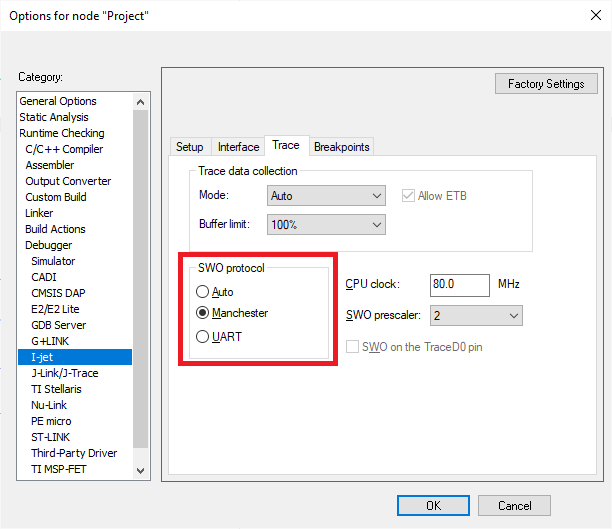 Options for node "Project"
Category:
General Options
Static Analysis
Runtime Checking
C/C++ Compiler
Assembler
Output Converter
Custom Build
Linker
Build Actions
Debugger
Simulator
CADI
CMSIS DAP
E2/E2 Lite
GDB Server
G+LINK
I-jet
J-Link/J-Trace
TI Stellaris
Nu-Link
PE micro
ST-LINK
Third-Party Driver
TI MSP-FET
Factory Settings
Setup Interface Trace Breakpoints
Trace data collection
Mode: Auto Allow ETB
Buffer limit: 100%
SWO protocol
Auto
Manchester
UART
CPU clock: 80.0 MHz
SWO prescaler: 2
SWO on the TraceD0 pin
OK Cancel